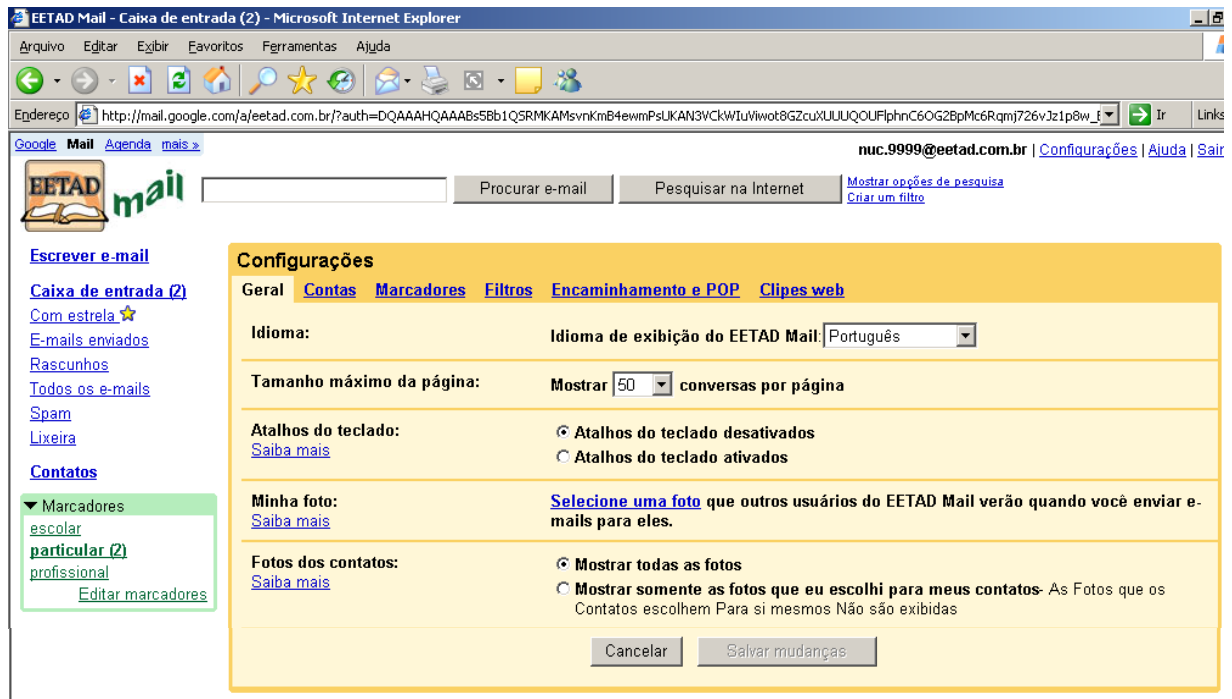 EETAD Mail - Caixa de entrada (2) - Microsoft Internet Explorer
Arquivo Editar Exibir Favoritos Ferramentas Ajuda
Endereço http://mail.google.com/a/eetad.com.br/?auth= Ir Links
Google Mail Agenda mais »
nuc.9999@eetad.com.br | Configurações | Ajuda | Sair
EETAD mail
Procurar e-mail Pesquisar na Internet
Mostrar opções de pesquisa
Criar um filtro
Escrever e-mail
Caixa de entrada (2)
Com estrela
E-mails enviados
Rascunhos
Todos os e-mails
Spam
Lixeira
Contatos
Marcadores
escolar
particular (2)
profissional
Editar marcadores
Configurações
Geral Contas Marcadores Filtros Encaminhamento e POP Clipes web
Idioma: Idioma de exibição do EETAD Mail: Português
Tamanho máximo da página: Mostrar 50 conversas por página
Atalhos do teclado:
Saiba mais
Atalhos do teclado desativados
Atalhos do teclado ativados
Minha foto:
Saiba mais
Selecione uma foto que outros usuários do EETAD Mail verão quando você enviar e-
mails para eles.
Fotos dos contatos:
Saiba mais
Mostrar todas as fotos
Mostrar somente as fotos que eu escolhi para meus contatos- As Fotos que os
Contatos escolhem Para si mesmos Não são exibidas
Cancelar Salvar mudanças